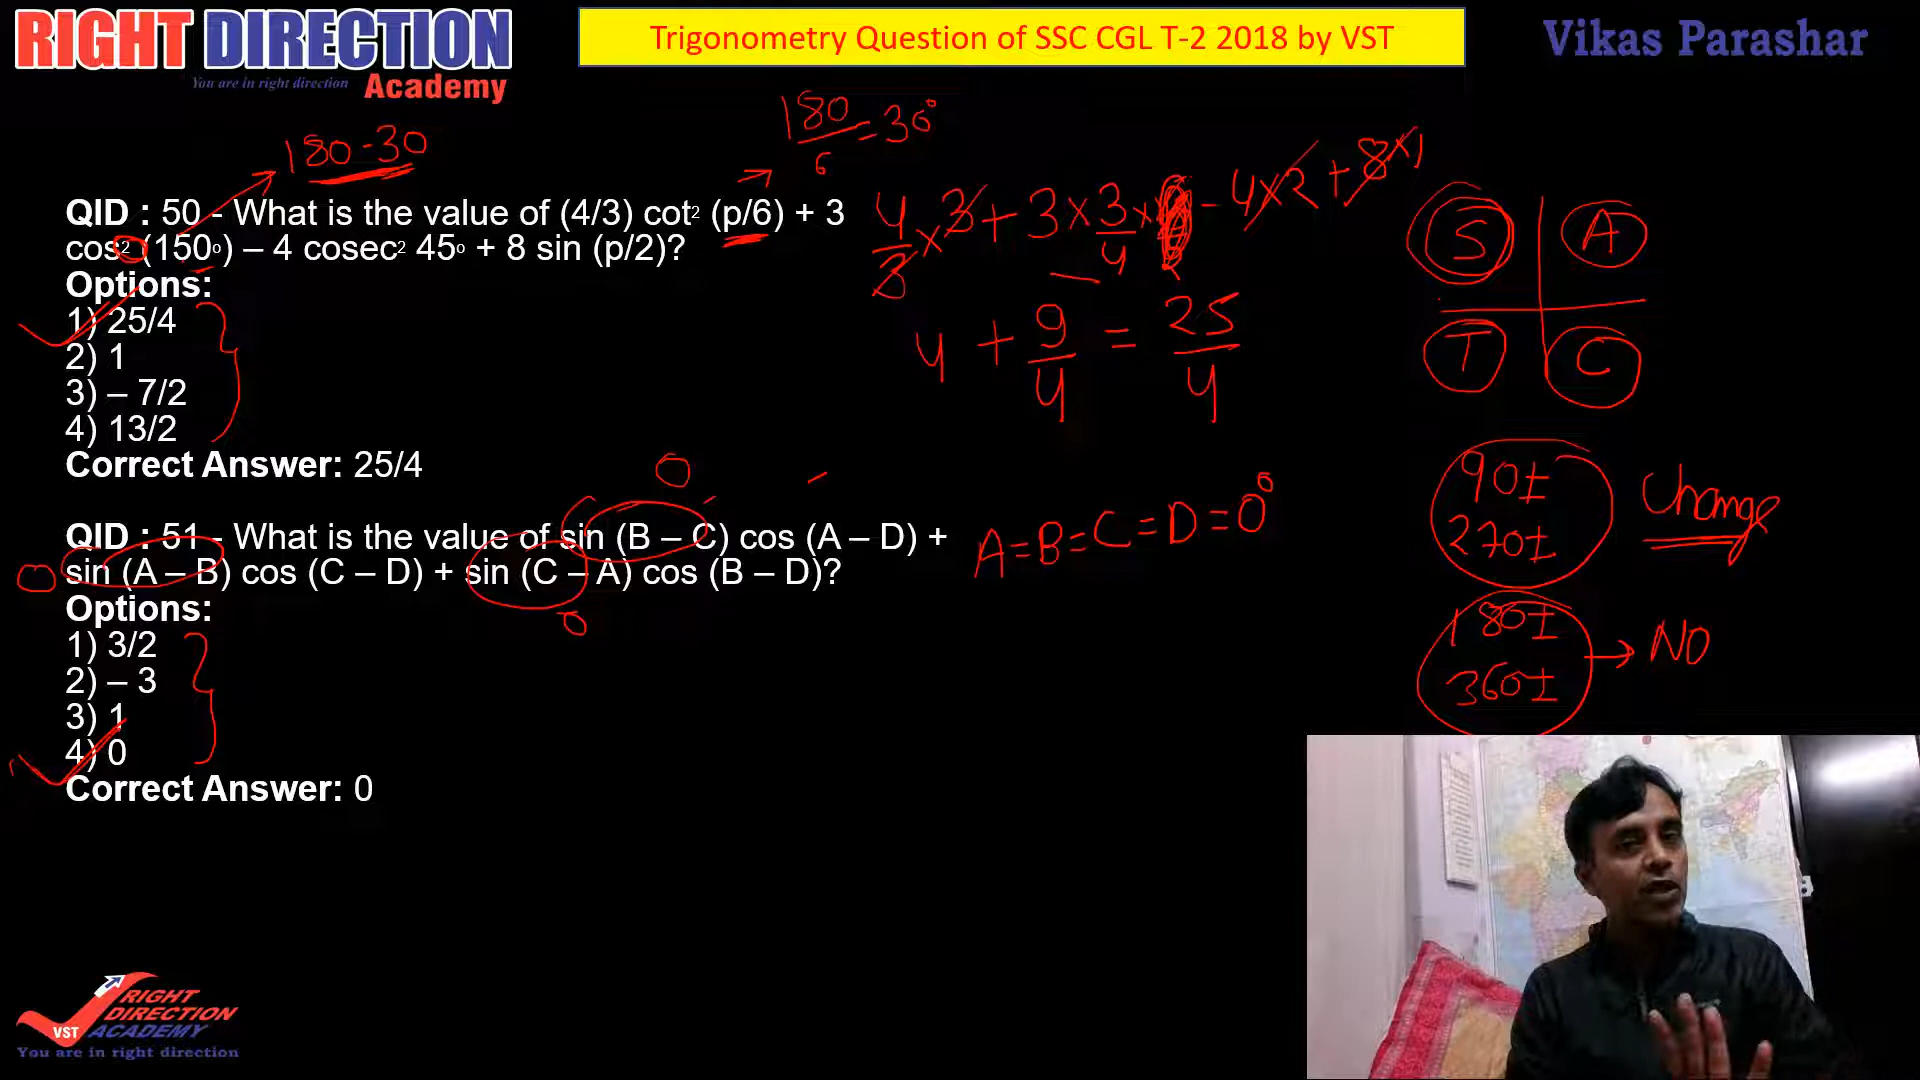 RIGHT DIRECTION
You are in right direction Academy
Trigonometry Question of SSC CGL T-2 2018 by VST
Vikas Parashar
180-30
180/6 = 30°
QID : 50 - What is the value of (4/3) cot² (p/6) + 3
cos² (150º) – 4 cosec² 45º + 8 sin (p/2)?
Options:
1) 25/4
2) 1
3) – 7/2
4) 13/2
Correct Answer: 25/4
4/3 × 3 + 3 × 3/4 × - 4×2 + 8×1
4 + 9/4 = 25/4
S A
T C
0
QID : 51 - What is the value of sin (B – C) cos (A – D) +
0 sin (A – B) cos (C – D) + sin (C – A) cos (B – D)?
0
A=B=C=D=0°
Options:
1) 3/2
2) – 3
3) 1
4) 0
Correct Answer: 0
90±
270±
Change
180±
360±
NO
VST
RIGHT
DIRECTION
ACADEMY
You are in right direction